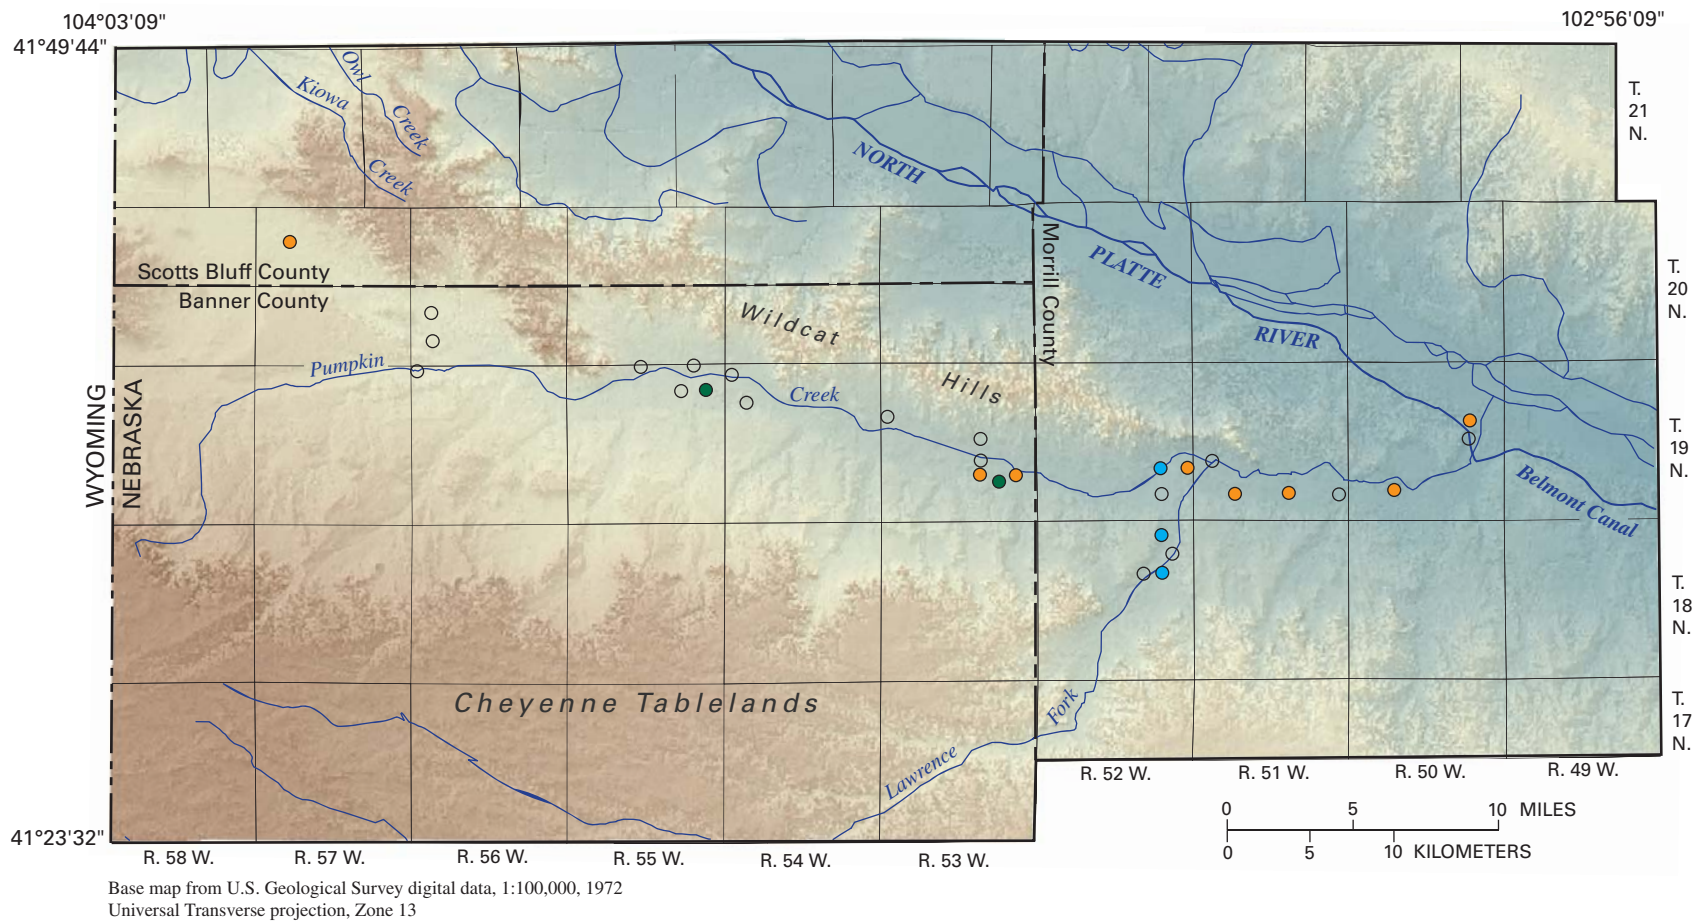 104°03'09"
102°56'09"
41°49'44"
Owl
Creek
Kiowa
Creek
T.
21
N.
NORTH
PLATTE
RIVER
Morrill County
Scotts Bluff County
Banner County
T.
20
N.
Wildcat
Hills
Pumpkin
Creek
WYOMING
NEBRASKA
T.
19
N.
Belmont Canal
T.
18
N.
Cheyenne Tablelands
Lawrence
Fork
T.
17
N.
R. 52 W.
R. 51 W.
R. 50 W.
R. 49 W.
41°23'32"
R. 58 W.
R. 57 W.
R. 56 W.
R. 55 W.
R. 54 W.
R. 53 W.
0 5 10 MILES
0 5 10 KILOMETERS
Base map from U.S. Geological Survey digital data, 1:100,000, 1972
Universal Transverse projection, Zone 13